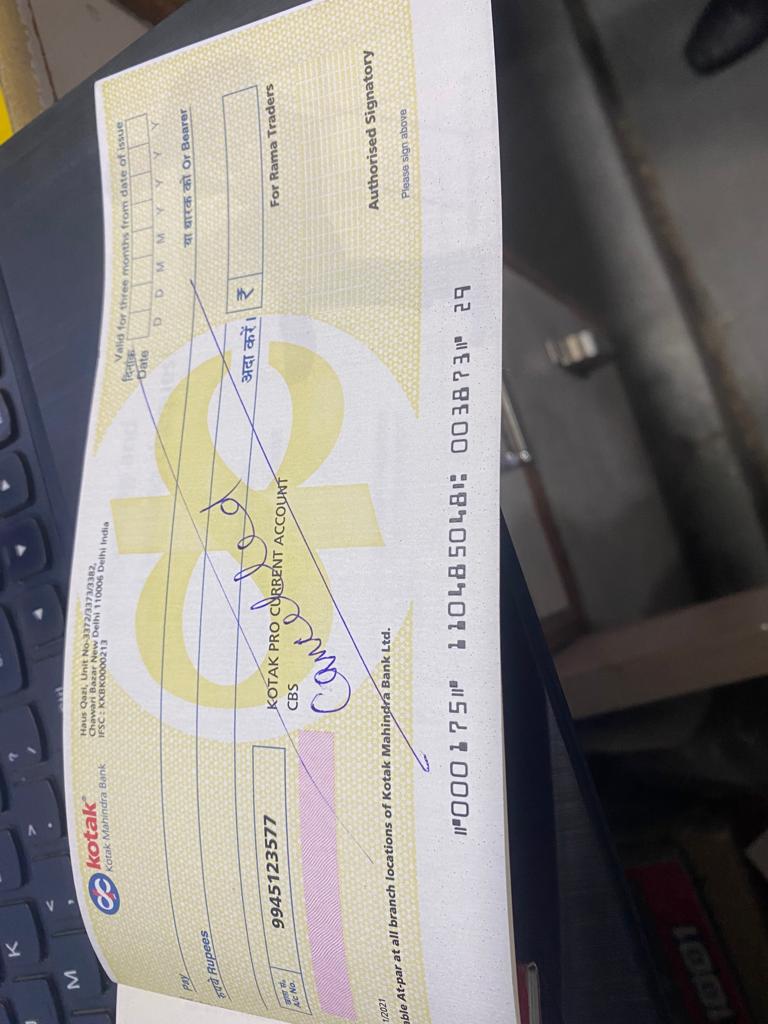 K
M
<
,
>
.
?
/
kotak®
Kotak Mahindra Bank
Haus Qazi, Unit No-3372/3373/3382,
Chawari Bazar New Delhi 110006 Delhi India
IFSC : KKBK0000213
Valid for three months from date of issue
दिनांक
Date
D D M M Y Y Y Y
Pay
या धारक को Or Bearer
रुपये Rupees
अदा करें। ₹
खाता सं.
A/c No.
9945123577
KOTAK PRO CURRENT ACCOUNT
CBS
Cancelled
For Rama Traders
1/2021
able At-par at all branch locations of Kotak Mahindra Bank Ltd.
Authorised Signatory
Please sign above
⑈000175⑈ 110485048⑆ 003873⑈ 29
1001